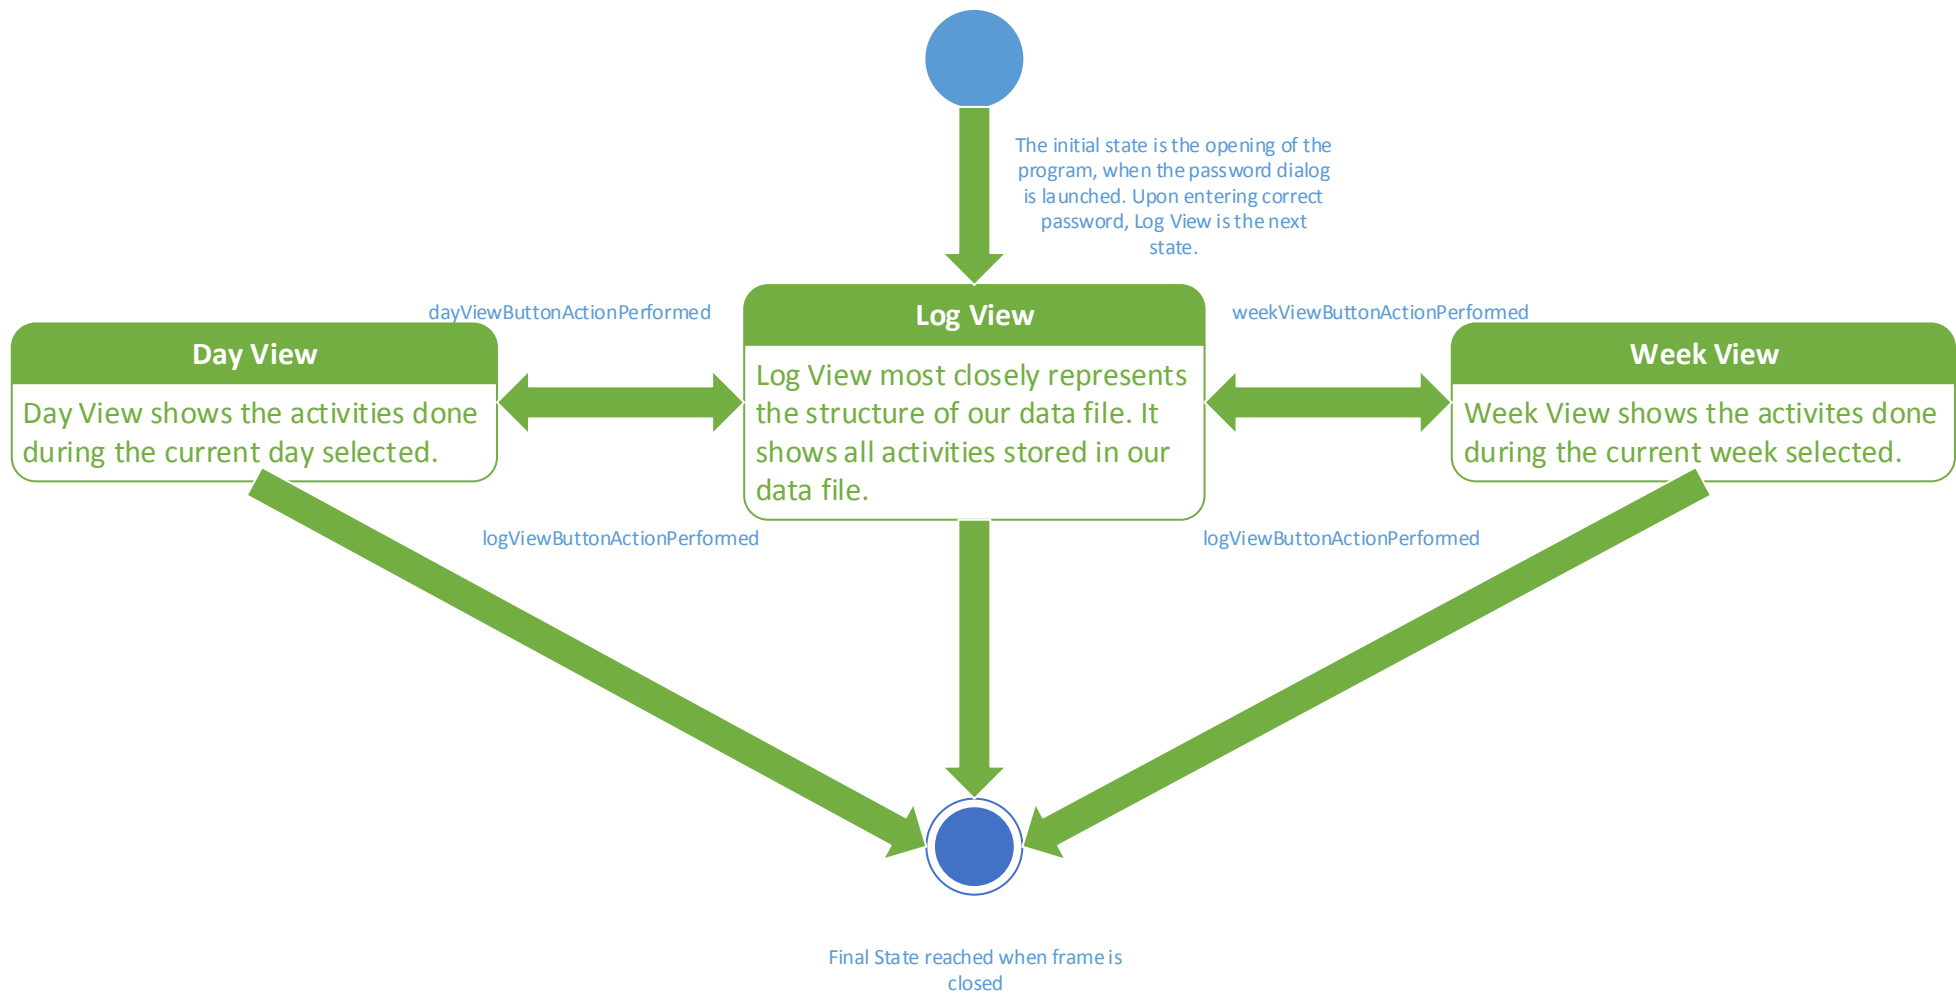 The initial state is the opening of the
program, when the password dialog
is launched. Upon entering correct
password, Log View is the next
state.
dayViewButtonActionPerformed
Log View
weekViewButtonActionPerformed
Day View
Day View shows the activities done
during the current day selected.
Log View most closely represents
the structure of our data file. It
shows all activities stored in our
data file.
Week View
Week View shows the activites done
during the current week selected.
logViewButtonActionPerformed
logViewButtonActionPerformed
Final State reached when frame is
closed